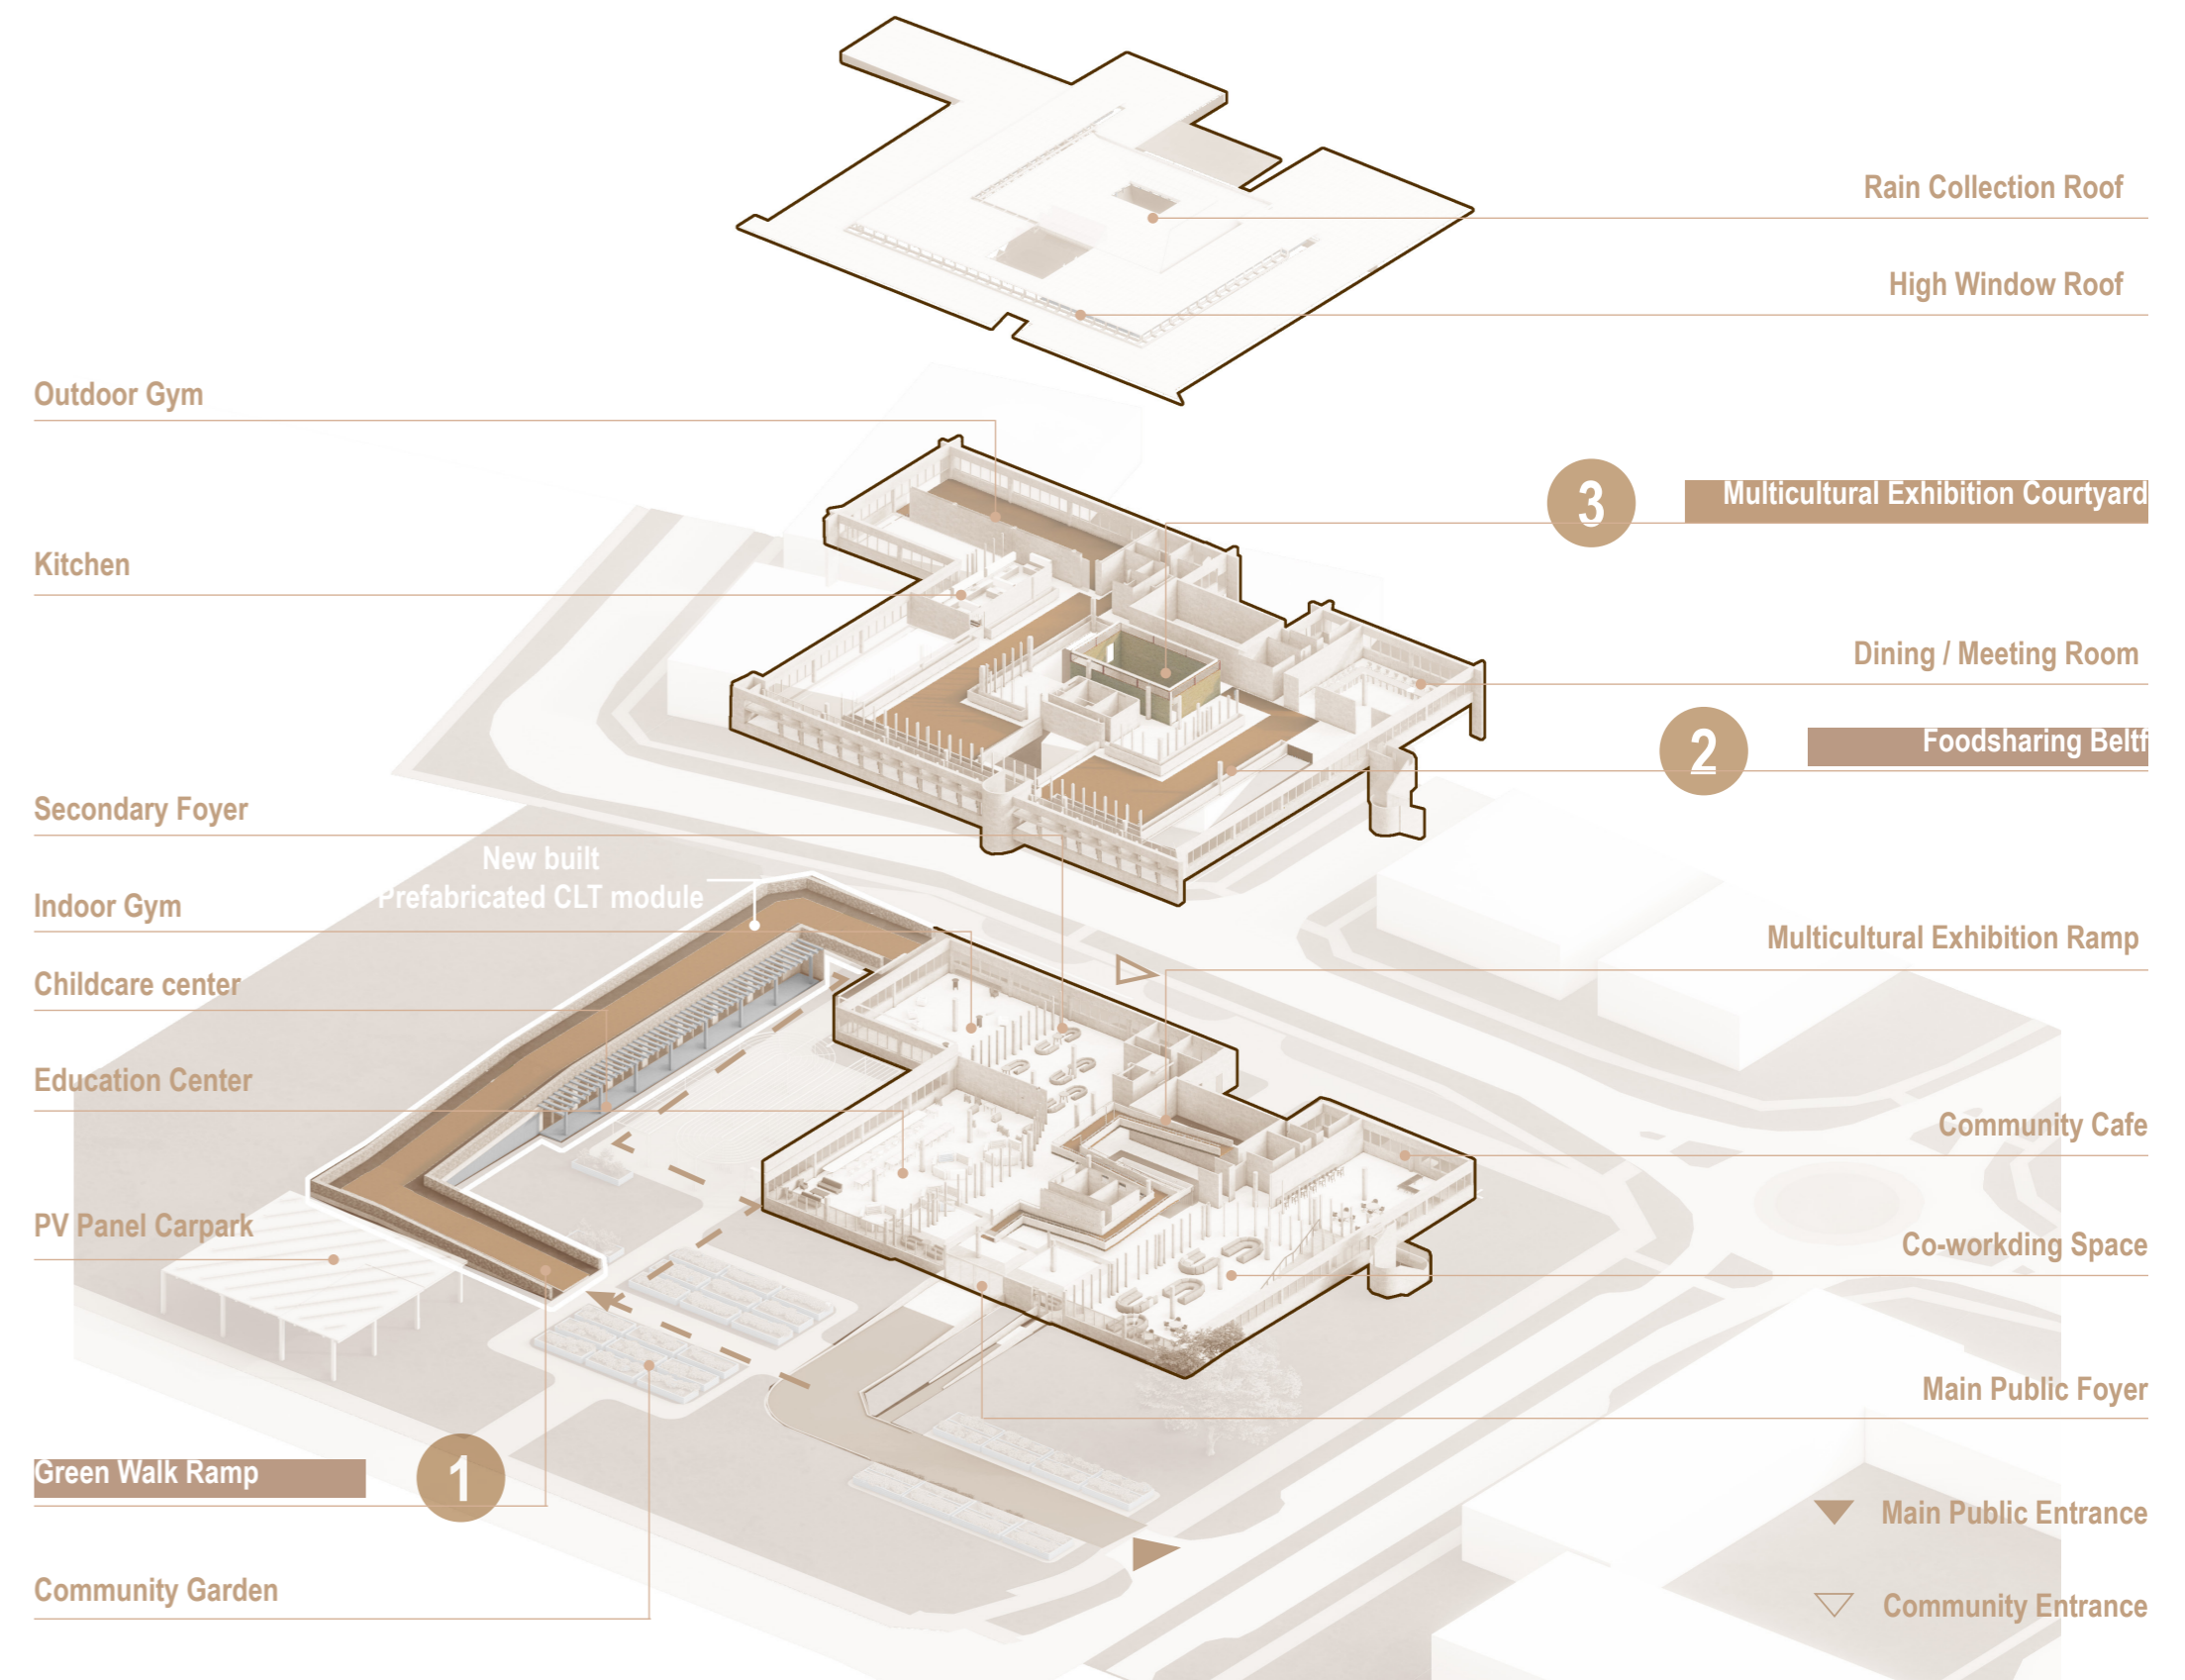 Rain Collection Roof
High Window Roof
Outdoor Gym
3
Multicultural Exhibition Courtyard
Kitchen
Dining / Meeting Room
2
Foodsharing Beltf
Secondary Foyer
New built
Prefabricated CLT module
Indoor Gym
Multicultural Exhibition Ramp
Childcare center
Education Center
Community Cafe
PV Panel Carpark
Co-workding Space
Main Public Foyer
Green Walk Ramp
1
Main Public Entrance
Community Garden
Community Entrance